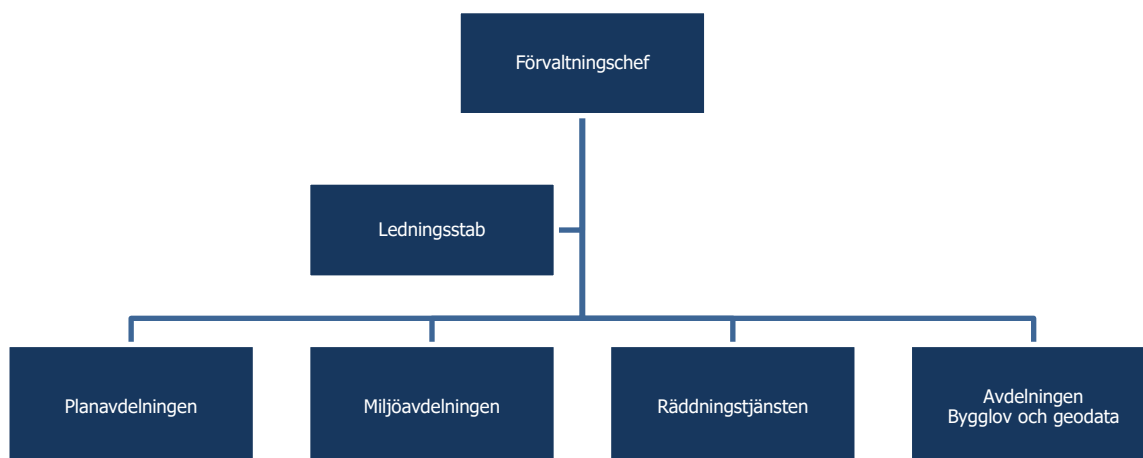 Förvaltningschef
Ledningsstab
Planavdelningen
Miljöavdelningen
Räddningstjänsten
Avdelningen
Bygglov och geodata